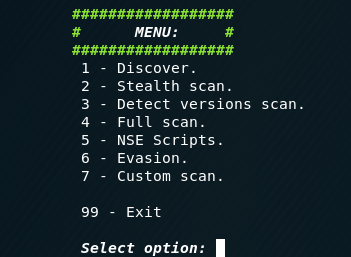 ##################
# MENU: #
##################
1 - Discover.
2 - Stealth scan.
3 - Detect versions scan.
4 - Full scan.
5 - NSE Scripts.
6 - Evasion.
7 - Custom scan.
99 - Exit
Select option: